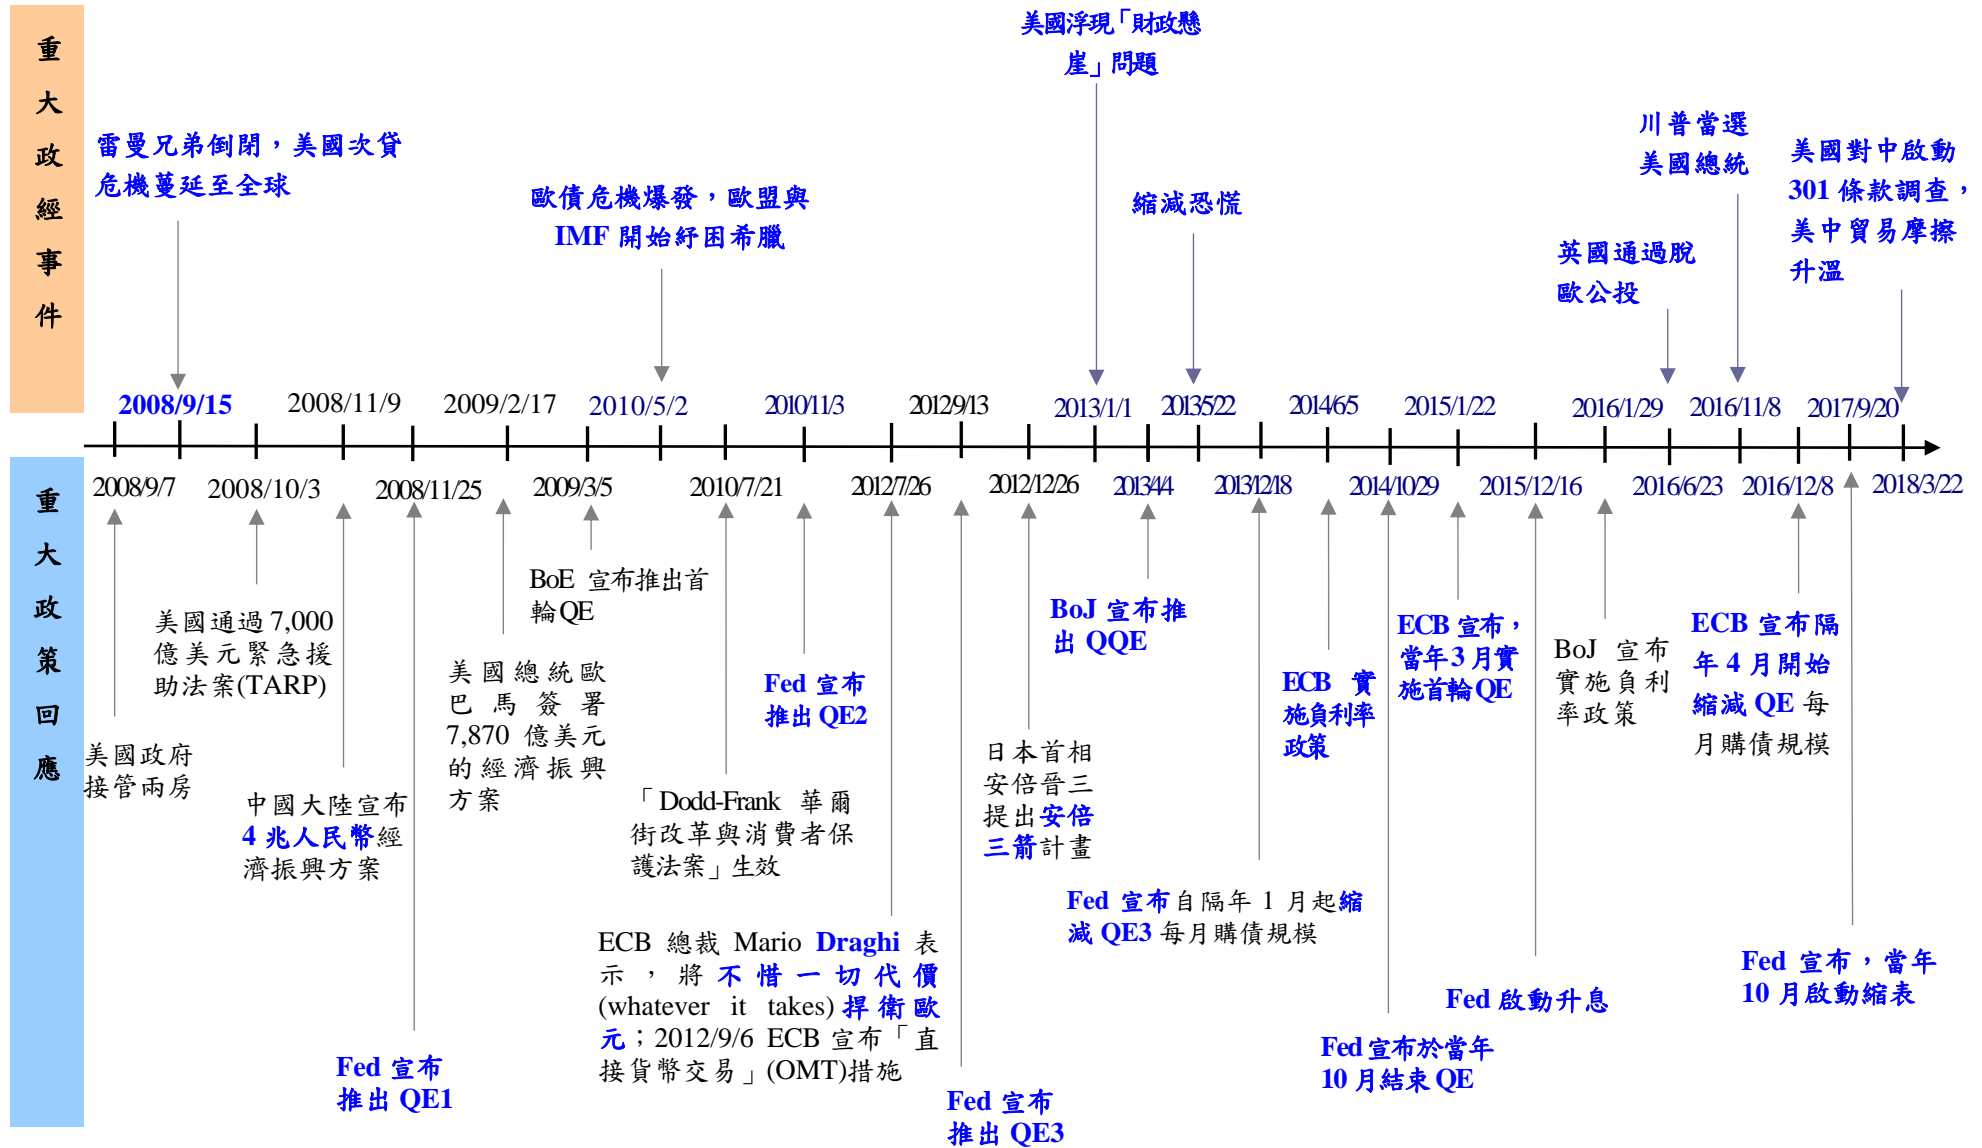 重
大
政
經
事
件
美國浮現「財政懸
崖」問題
雷曼兄弟倒閉，美國次貸
危機蔓延至全球
歐債危機爆發，歐盟與
IMF 開始紓困希臘
縮減恐慌
英國通過脫
歐公投
川普當選
美國總統
美國對中啟動
301 條款調查，
美中貿易摩擦
升溫
2008/9/15
2008/11/9
2009/2/17
2010/5/2
2010/11/3
2012/9/13
2013/1/1
2013/5/22
2014/6/5
2015/1/22
2016/1/29
2016/11/8
2017/9/20
2008/9/7
2008/10/3
2008/11/25
2009/3/5
2010/7/21
2012/7/26
2012/12/26
2013/4/4
2013/12/18
2014/10/29
2015/12/16
2016/6/23
2016/12/8
2018/3/22
重
大
政
策
回
應
美國政府
接管兩房
美國通過 7,000
億美元緊急援
助法案(TARP)
中國大陸宣布
4 兆人民幣經
濟振興方案
Fed 宣布
推出 QE1
美國總統歐
巴馬簽署
7,870 億美元
的經濟振興
方案
BoE 宣布推出首
輪QE
「Dodd-Frank 華爾
街改革與消費者保
護法案」生效
Fed 宣布
推出 QE2
ECB 總裁 Mario Draghi 表
示，將不惜一切代價
(whatever it takes) 捍衛歐
元；2012/9/6 ECB 宣布「直
接貨幣交易」(OMT)措施
Fed 宣布
推出 QE3
日本首相
安倍晉三
提出安倍
三箭計畫
BoJ 宣布推
出 QQE
Fed 宣布自隔年 1 月起縮
減 QE3 每月購債規模
ECB 實
施負利率
政策
Fed 宣布於當年
10 月結束 QE
ECB 宣布，
當年 3 月實
施首輪 QE
Fed 啟動升息
BoJ 宣布
實施負利
率政策
ECB 宣布隔
年 4 月開始
縮減 QE 每
月購債規模
Fed 宣布，當年
10 月啟動縮表